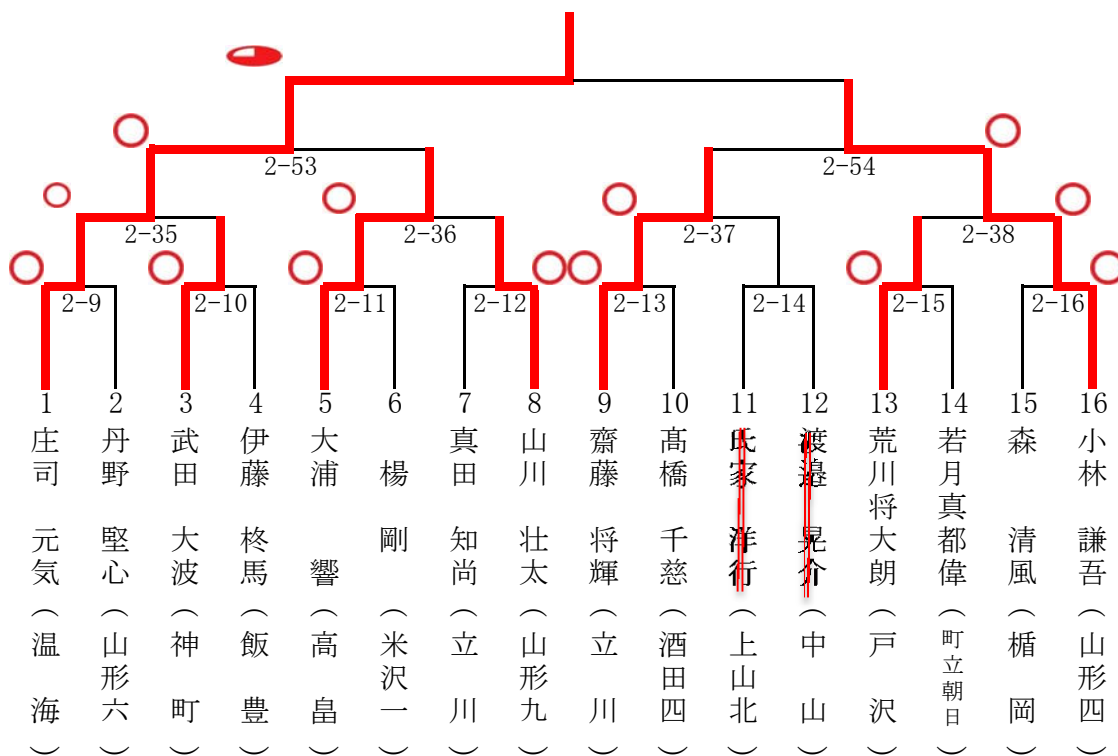 2-53
2-54
2-35
2-36
2-37
2-38
2-9
2-10
2-11
2-12
2-13
2-14
2-15
2-16
1 庄司 元気（温海）
2 丹野 堅心（山形六）
3 武田 大波（神町）
4 伊藤 柊馬（飯豊）
5 大浦 響（高畠）
6 楊 剛（米沢一）
7 真田 知尚（立川）
8 山川 壮太（山形九）
9 齋藤 将輝（立川）
10 髙橋 千慈（酒田四）
11 氏家 洋行（上山北）
12 渡邉 晃介（中山）
13 荒川将大朗（戸沢）
14 若月真都偉（町立朝日）
15 森 清風（楯岡）
16 小林 謙吾（山形四）